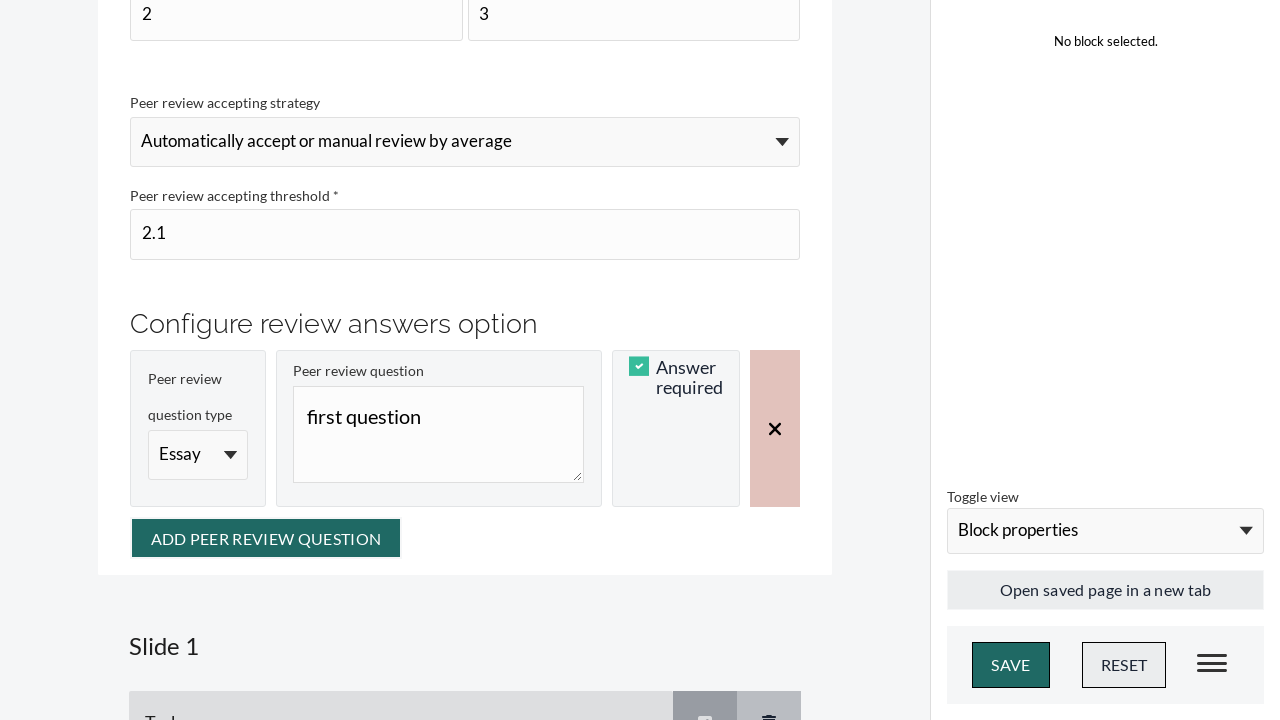 2
3
No block selected.
Peer review accepting strategy
Automatically accept or manual review by average
Peer review accepting threshold *
2.1
Configure review answers option
Peer review
question type
Essay
Peer review question
first question
Answer
required
ADD PEER REVIEW QUESTION
Toggle view
Block properties
Open saved page in a new tab
SAVE
RESET
Slide 1